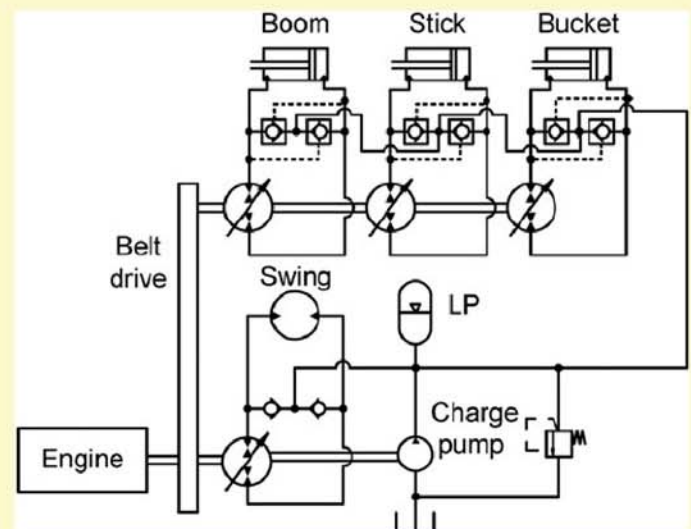 Boom Stick Bucket
Belt
drive
Swing
LP
Charge
pump
Engine